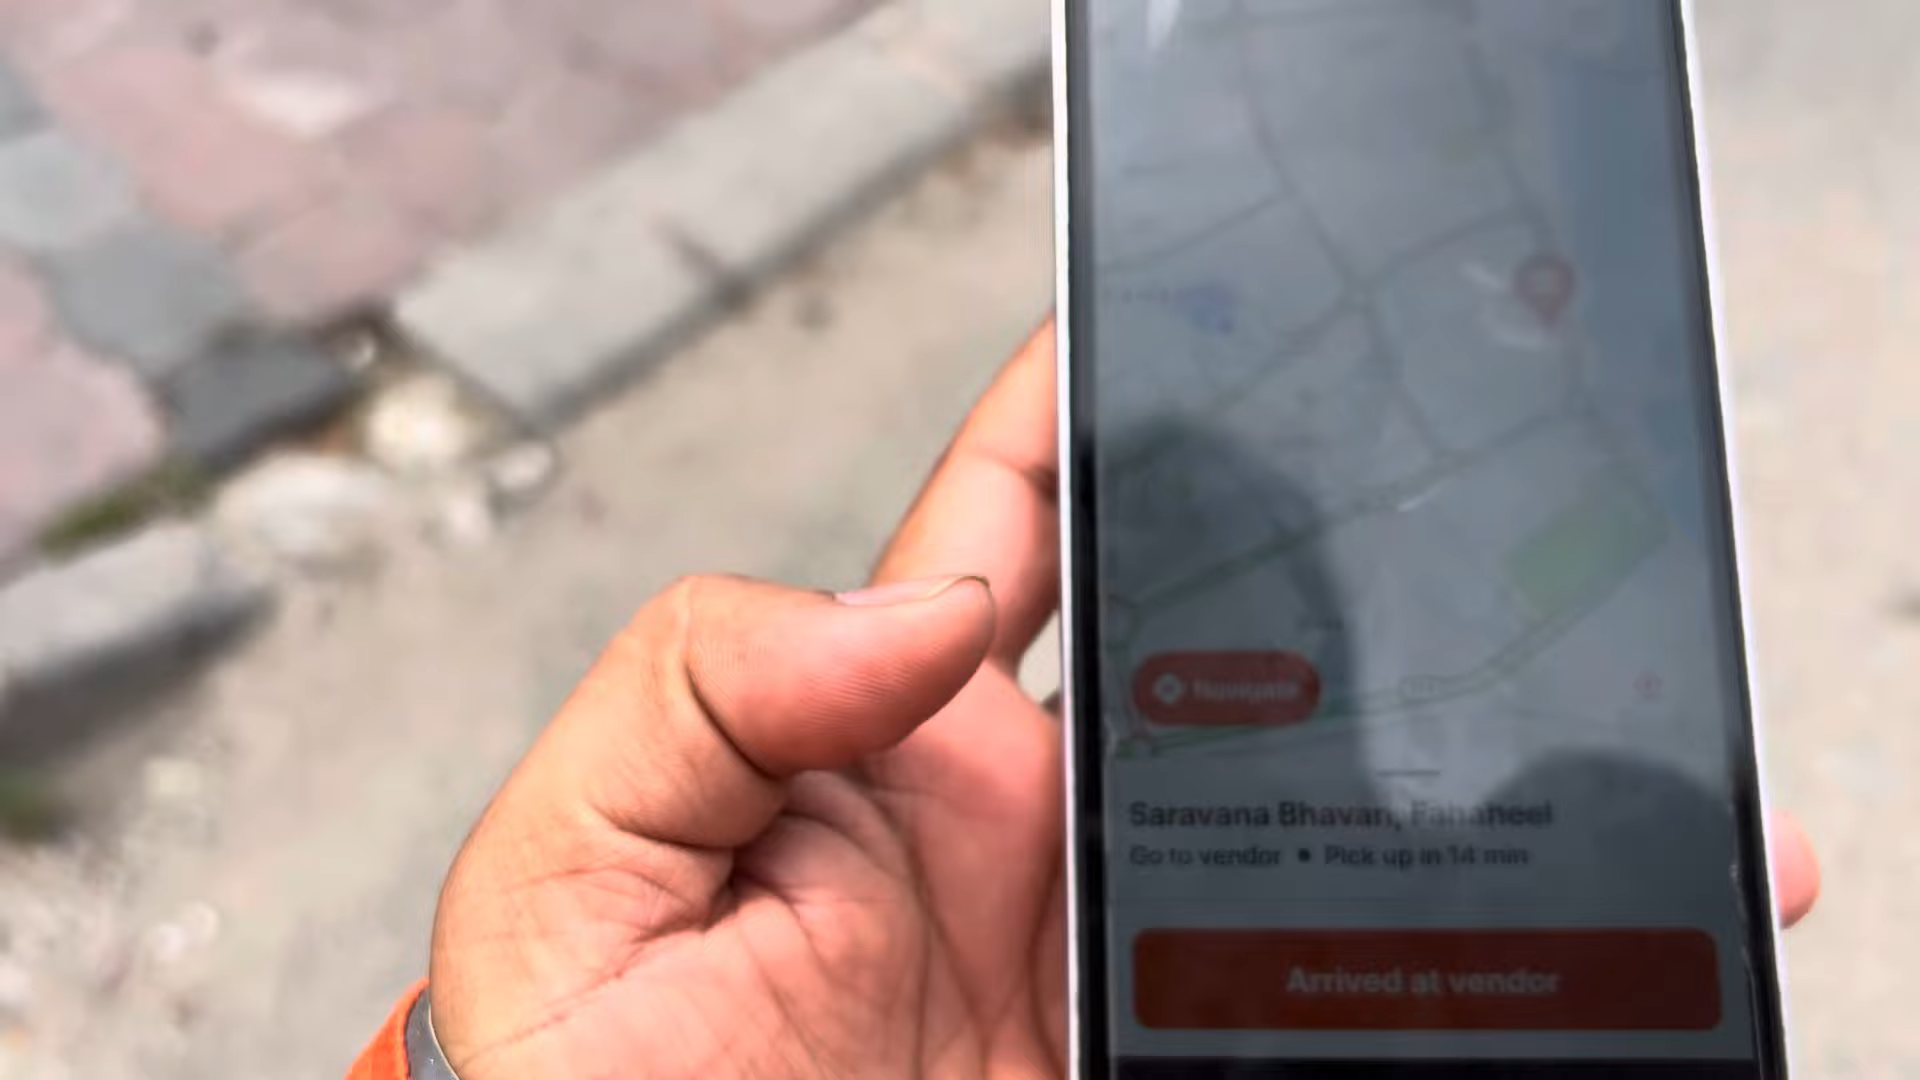 Navigate
Saravana Bhavan, Fahaheel
Go to vendor • Pick up in 14 min
Arrived at vendor